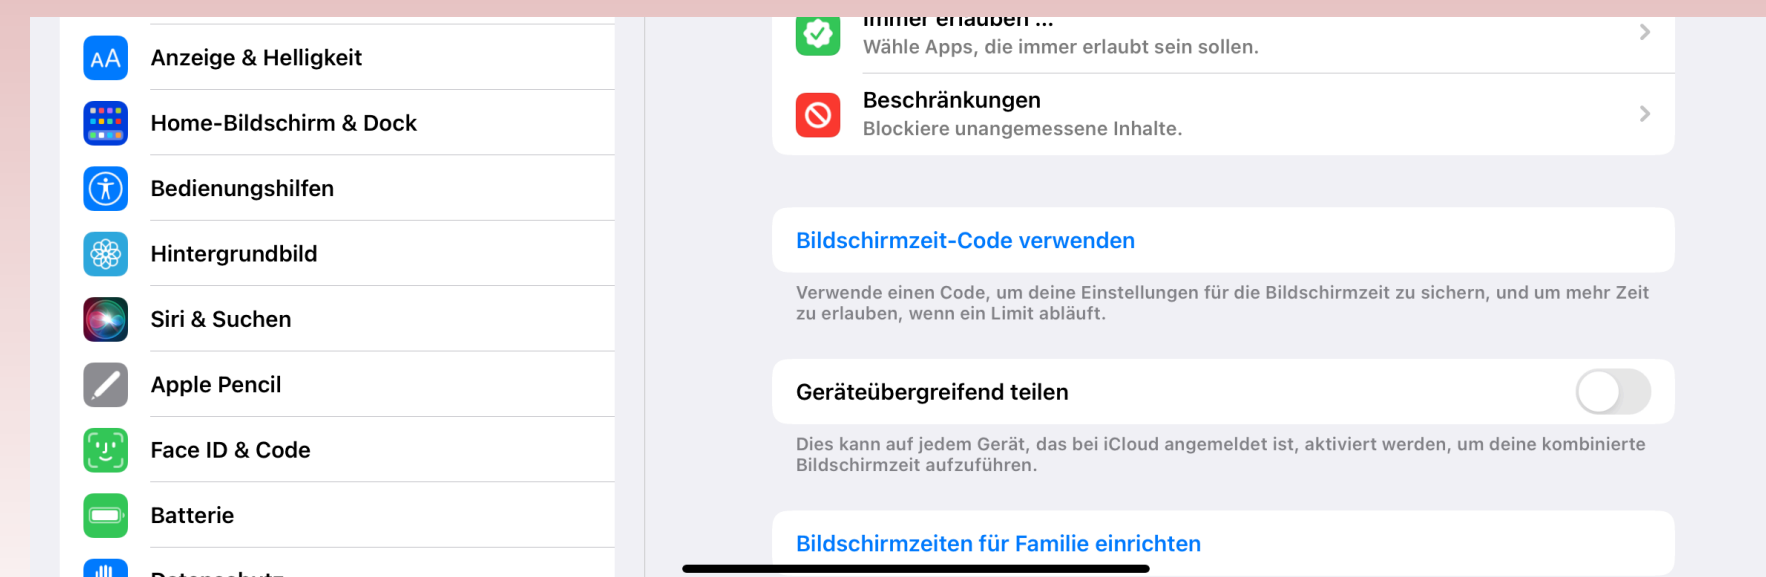 Anzeige & Helligkeit
Home-Bildschirm & Dock
Bedienungshilfen
Hintergrundbild
Siri & Suchen
Apple Pencil
Face ID & Code
Batterie
Datenschutz
Immer erlauben ...
Wähle Apps, die immer erlaubt sein sollen.
Beschränkungen
Blockiere unangemessene Inhalte.
Bildschirmzeit-Code verwenden
Verwende einen Code, um deine Einstellungen für die Bildschirmzeit zu sichern, und um mehr Zeit
zu erlauben, wenn ein Limit abläuft.
Geräteübergreifend teilen
Dies kann auf jedem Gerät, das bei iCloud angemeldet ist, aktiviert werden, um deine kombinierte
Bildschirmzeit aufzuführen.
Bildschirmzeiten für Familie einrichten